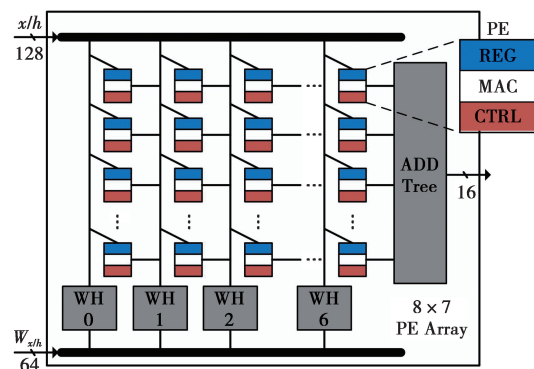 x/h
128
PE
REG
MAC
CTRL
ADD
Tree
16
WH
0
WH
1
WH
2
WH
6
8 × 7
PE Array
Wx/h
64